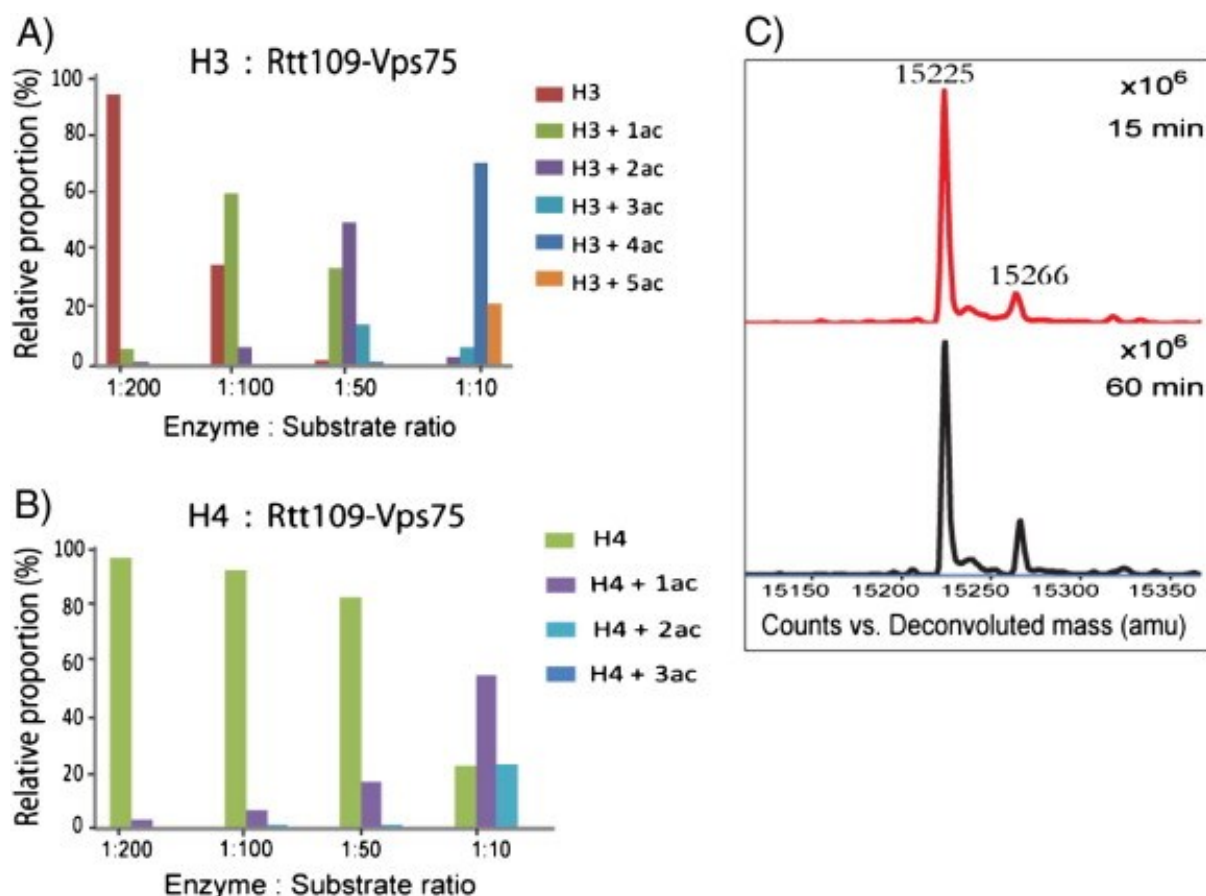 A)
H3 : Rtt109-Vps75
Relative proportion (%)
100
80
60
40
20
0
1:200 1:100 1:50 1:10
Enzyme : Substrate ratio
H3
H3 + 1ac
H3 + 2ac
H3 + 3ac
H3 + 4ac
H3 + 5ac
B)
H4 : Rtt109-Vps75
Relative proportion (%)
100
80
60
40
20
0
1:200 1:100 1:50 1:10
Enzyme : Substrate ratio
H4
H4 + 1ac
H4 + 2ac
H4 + 3ac
C)
15225
x10⁶
15 min
15266
x10⁶
60 min
15150 15200 15250 15300 15350
Counts vs. Deconvoluted mass (amu)